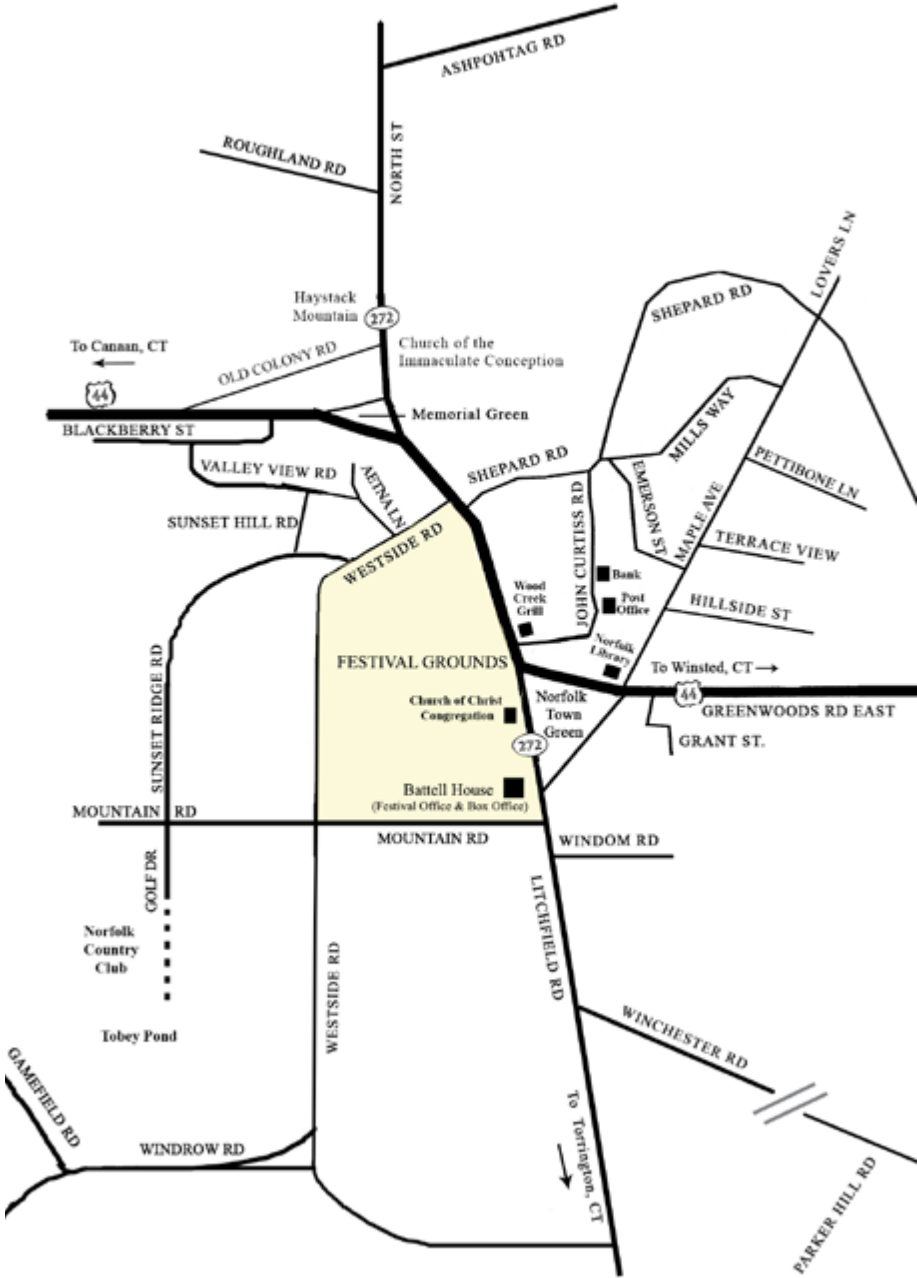 ASHPOHTAG RD
ROUGHLAND RD
NORTH ST
LOVERS LN
Haystack
Mountain
272
SHEPARD RD
To Canaan, CT
OLD COLONY RD
Church of the
Immaculate Conception
44
Memorial Green
BLACKBERRY ST
MILLS WAY
VALLEY VIEW RD
AETNA LN
SHEPARD RD
EMERSON ST
PETTIBONE LN
SUNSET HILL RD
WESTSIDE RD
JOHN CURTISS RD
MAPLE AVE
TERRACE VIEW
Bank
Wood
Creek
Grill
Post
Office
HILLSIDE ST
Norfolk
Library
FESTIVAL GROUNDS
To Winsted, CT
SUNSET RIDGE RD
Church of Christ
Congregation
Norfolk
Town
Green
44
GREENWOODS RD EAST
272
GRANT ST.
Battell House
(Festival Office & Box Office)
MOUNTAIN RD
MOUNTAIN RD
WINDOM RD
GOLF DR
LITCHFIELD RD
Norfolk
Country
Club
WESTSIDE RD
Tobey Pond
WINCHESTER RD
GAMEFIELD RD
To Torrington, CT
WINDROW RD
PARKER HILL RD